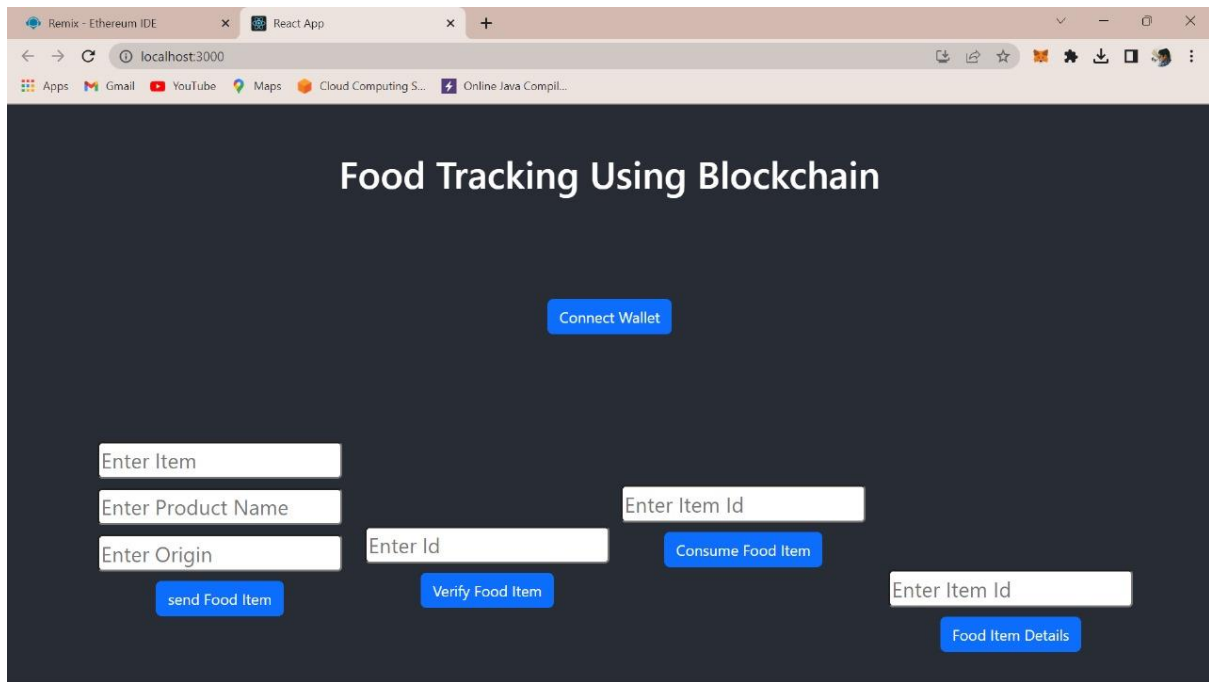 Remix - Ethereum IDE
React App
localhost:3000
Apps Gmail YouTube Maps Cloud Computing S... Online Java Compil...
Food Tracking Using Blockchain
Connect Wallet
Enter Item
Enter Product Name
Enter Origin
send Food Item
Enter Id
Verify Food Item
Enter Item Id
Consume Food Item
Enter Item Id
Food Item Details